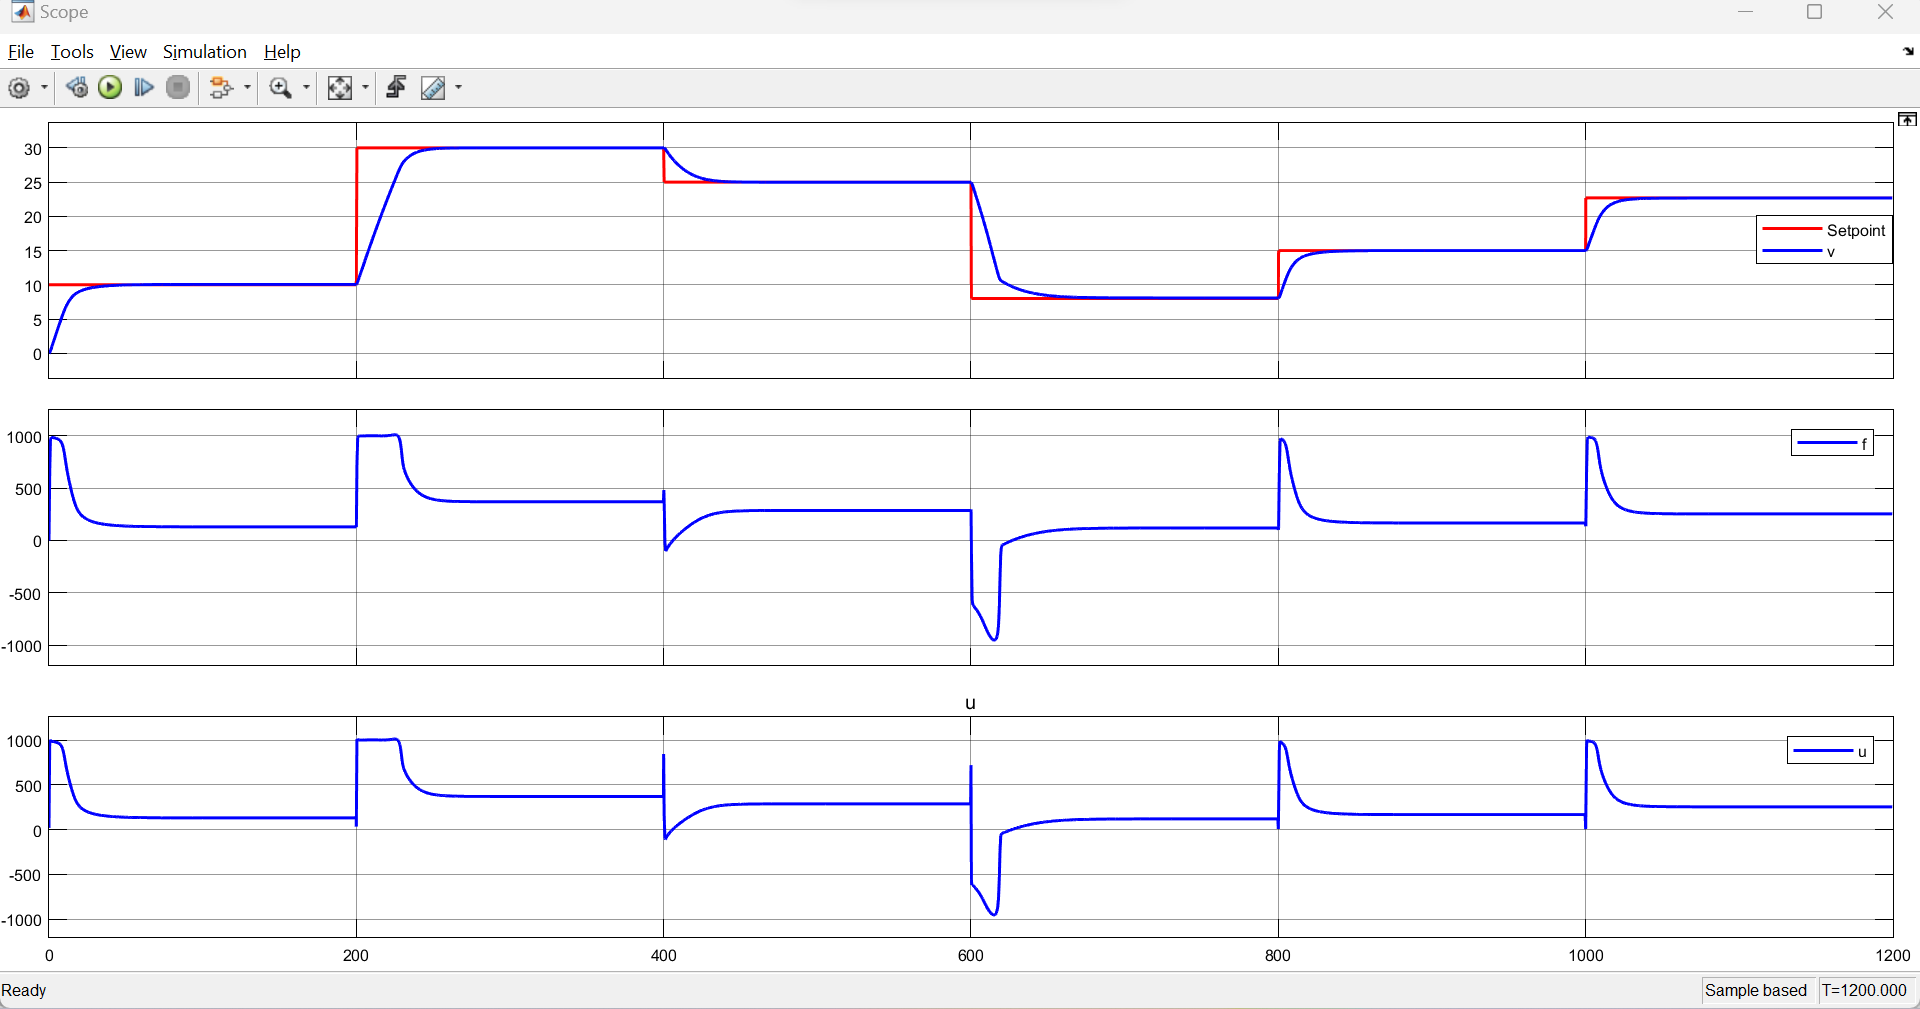 Scope
File Tools View Simulation Help
30
25
20
15
10
5
0
Setpoint
v
1000
500
0
-500
-1000
f
u
1000
500
0
-500
-1000
u
0 200 400 600 800 1000 1200
Ready
Sample based T=1200.000